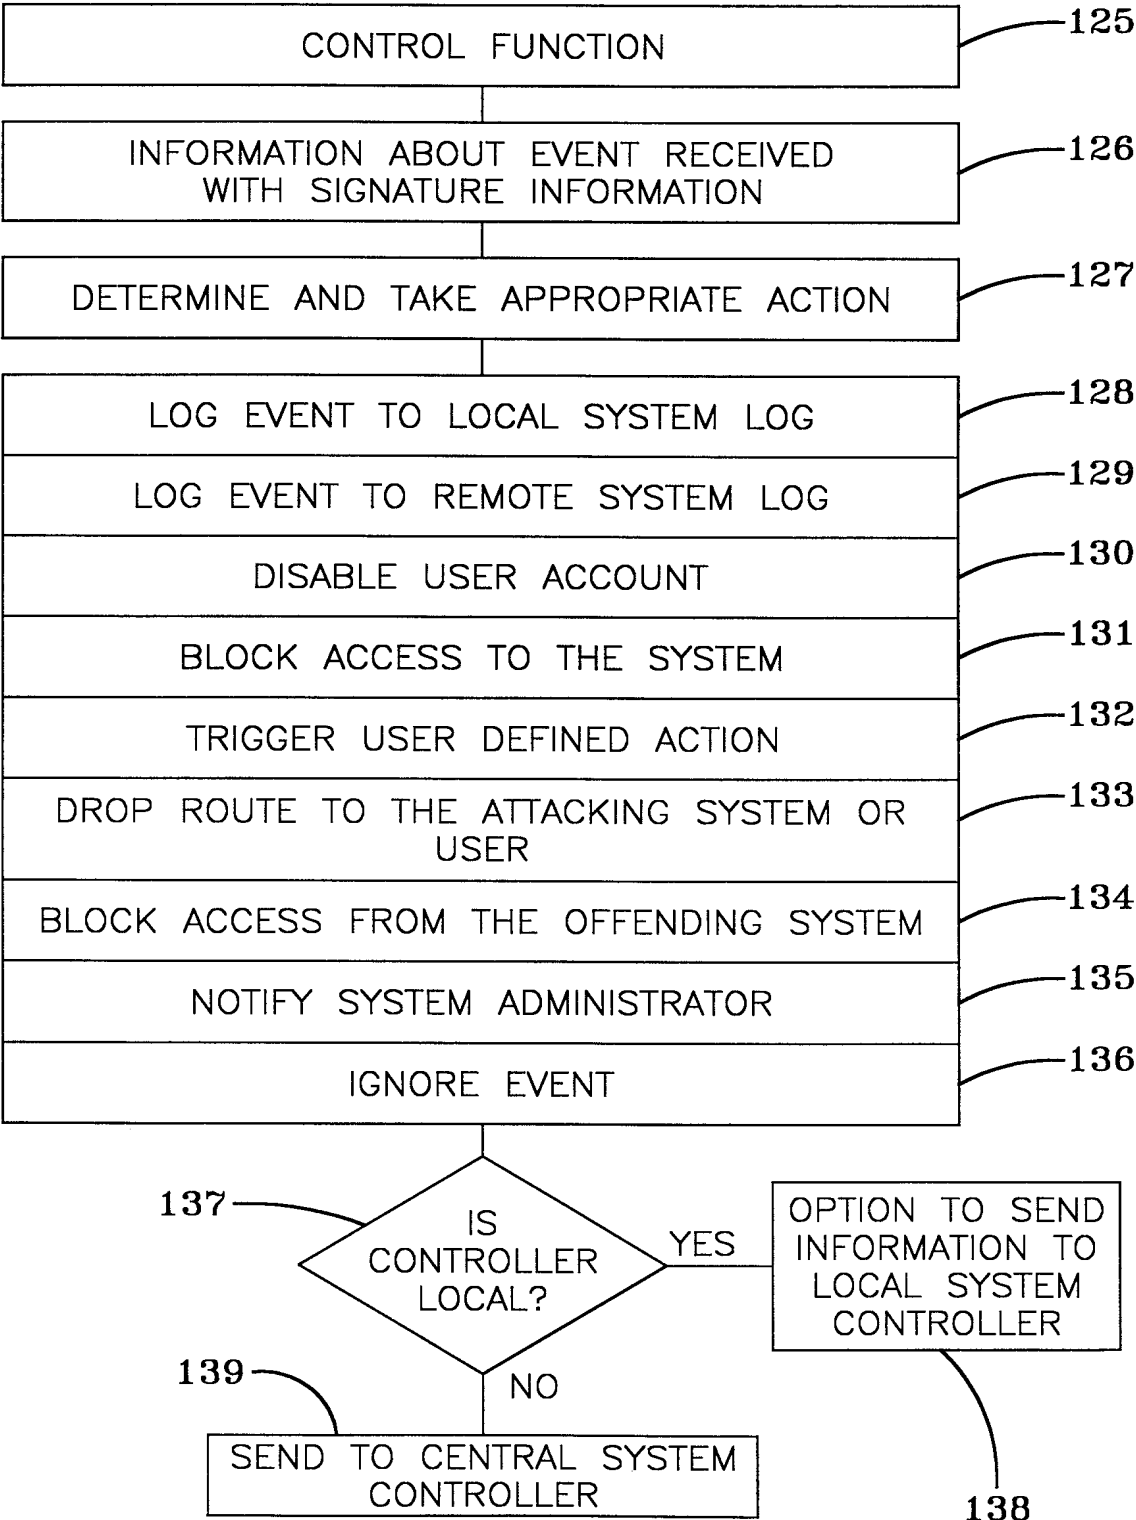 CONTROL FUNCTION
125
INFORMATION ABOUT EVENT RECEIVED
WITH SIGNATURE INFORMATION
126
DETERMINE AND TAKE APPROPRIATE ACTION
127
LOG EVENT TO LOCAL SYSTEM LOG
128
LOG EVENT TO REMOTE SYSTEM LOG
129
DISABLE USER ACCOUNT
130
BLOCK ACCESS TO THE SYSTEM
131
TRIGGER USER DEFINED ACTION
132
DROP ROUTE TO THE ATTACKING SYSTEM OR
USER
133
BLOCK ACCESS FROM THE OFFENDING SYSTEM
134
NOTIFY SYSTEM ADMINISTRATOR
135
IGNORE EVENT
136
137
IS
CONTROLLER
LOCAL?
YES
OPTION TO SEND
INFORMATION TO
LOCAL SYSTEM
CONTROLLER
138
NO
139
SEND TO CENTRAL SYSTEM
CONTROLLER